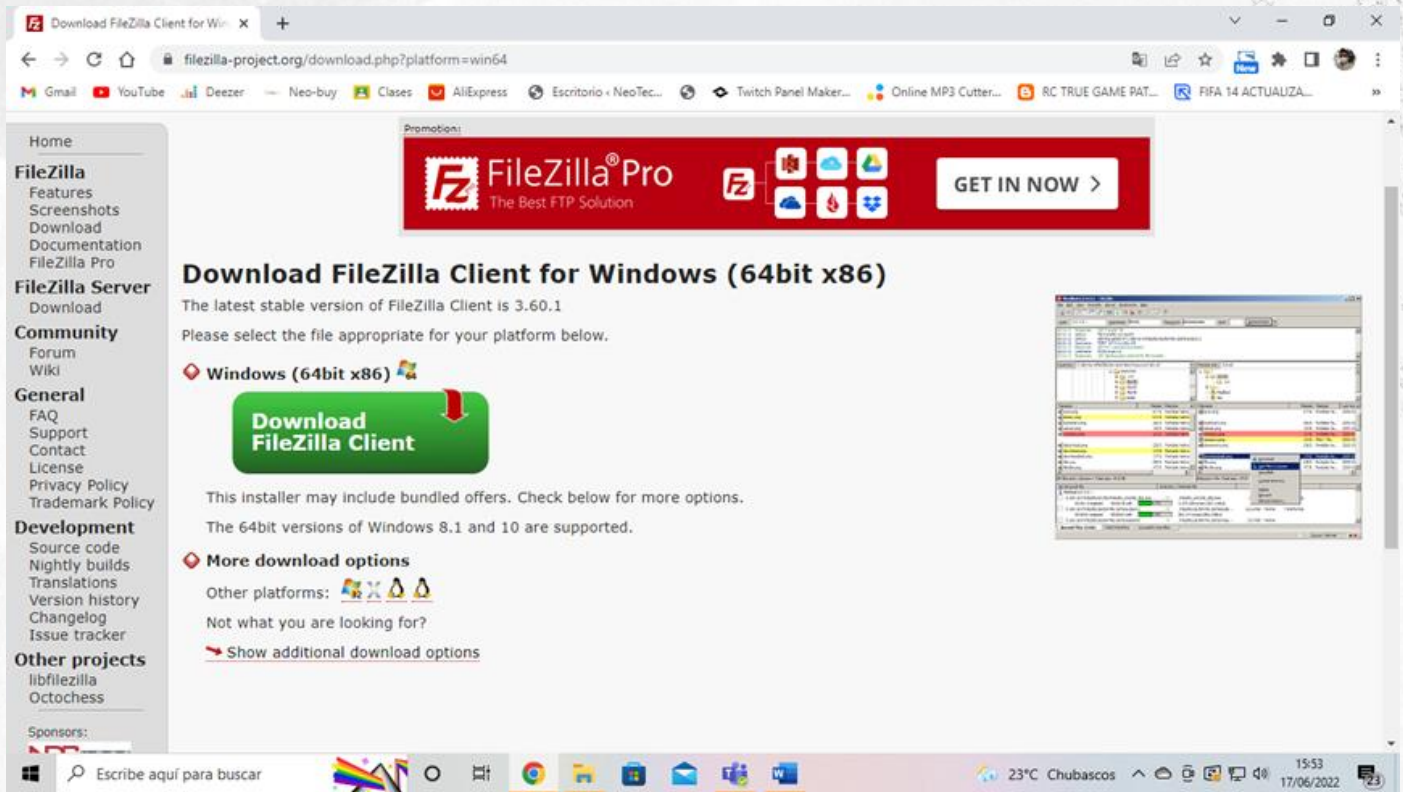 Download FileZilla Client for Win
filezilla-project.org/download.php?platform=win64
New
Gmail
YouTube
Deezer
Neo-buy
Clases
AliExpress
Escritorio ‹ NeoTec...
Twitch Panel Maker...
Online MP3 Cutter...
RC TRUE GAME PAT...
FIFA 14 ACTUALIZA...
Home
FileZilla
Features
Screenshots
Download
Documentation
FileZilla Pro
FileZilla Server
Download
Community
Forum
Wiki
General
FAQ
Support
Contact
License
Privacy Policy
Trademark Policy
Development
Source code
Nightly builds
Translations
Version history
Changelog
Issue tracker
Other projects
libfilezilla
Octochess
Sponsors:
Promotion:
FileZilla® Pro
The Best FTP Solution
GET IN NOW >
Download FileZilla Client for Windows (64bit x86)
The latest stable version of FileZilla Client is 3.60.1
Please select the file appropriate for your platform below.
Windows (64bit x86)
Download
FileZilla Client
This installer may include bundled offers. Check below for more options.
The 64bit versions of Windows 8.1 and 10 are supported.
More download options
Other platforms:
Not what you are looking for?
Show additional download options
Escribe aquí para buscar
23°C Chubascos
15:53
17/06/2022
23